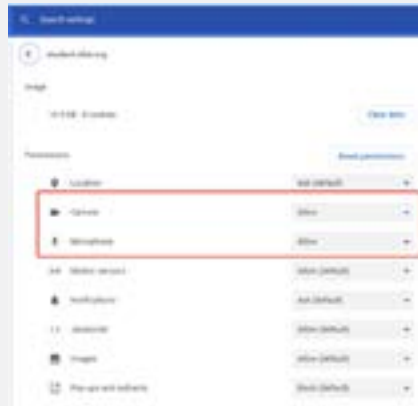 Search settings
Usage
Clear data
Permissions
Reset permissions
Location
Ask (default)
Camera
Allow
Microphone
Allow
Motion sensors
Allow (default)
Notifications
Ask (default)
JavaScript
Allow (default)
Images
Allow (default)
Pop-ups and redirects
Block (default)